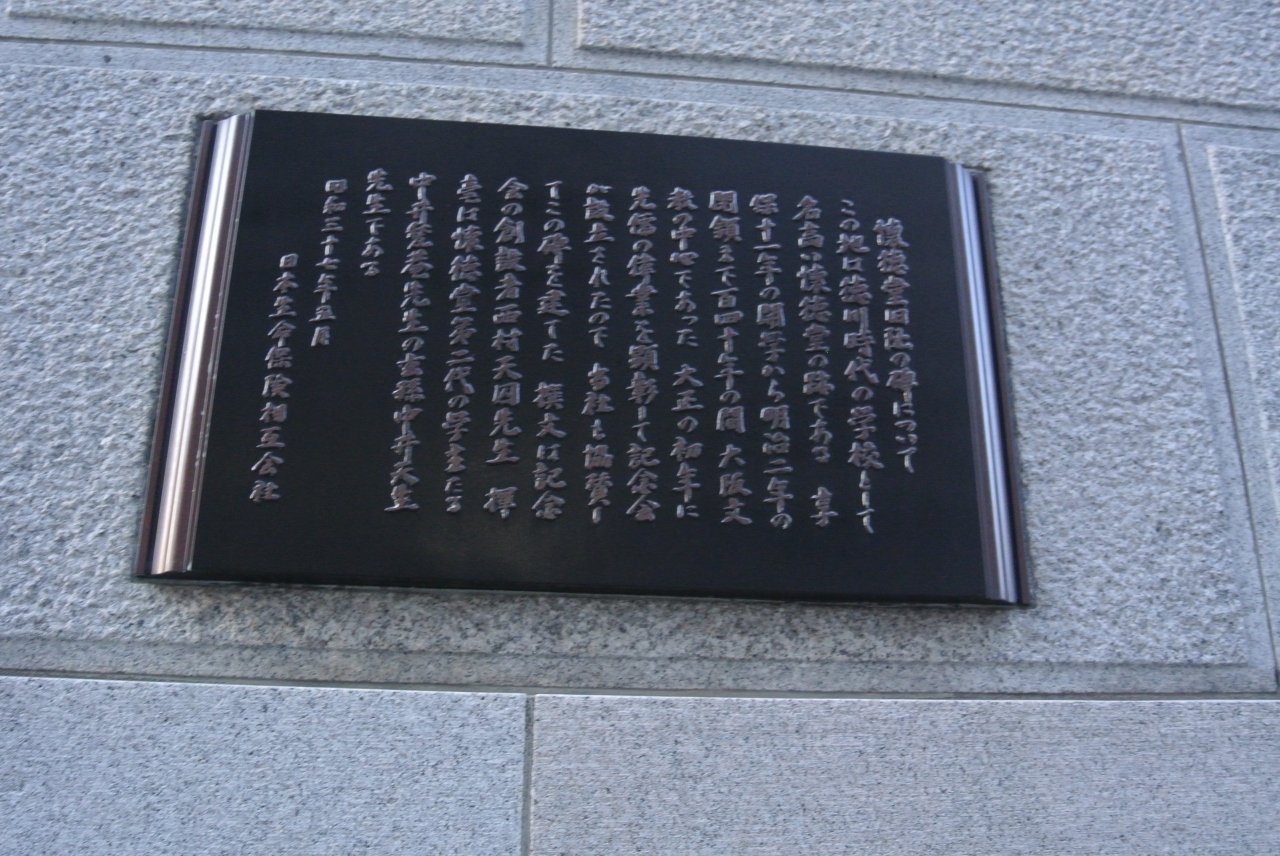 懐徳堂旧阯の碑について
この地は徳川時代の学校として
名高い懐徳堂の跡である 享
保十一年の開学から明治二年の
閉鎖まで百四十年の間 大阪文
教の中心であった 大正の初年に
先儒の偉業を顕彰して記念会
が設立されたので 当社も協賛し
てこの碑を建てた 撰文は記念
会の創設者西村天囚先生 揮
毫は懐徳堂第二代の学主たる
中井甃菴先生の玄孫中井天生
先生である
昭和三十七年五月
日本生命保険相互会社